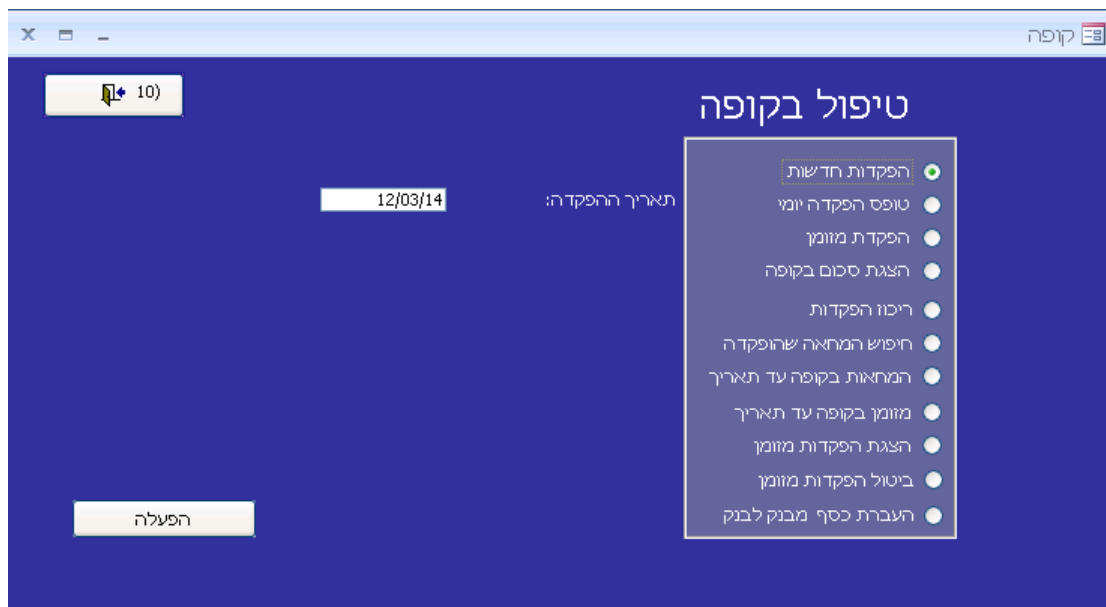 קופה
10)
טיפול בקופה
הפקדות חדשות
טופס הפקדה יומי
הפקדת מזומן
הצגת סכום בקופה
ריכוז הפקדות
חיפוש המחאה שהופקדה
המחאות בקופה עד תאריך
מזומן בקופה עד תאריך
הצגת הפקדות מזומן
ביטול הפקדות מזומן
העברת כסף מבנק לבנק
תאריך ההפקדה: 12/03/14
הפעלה